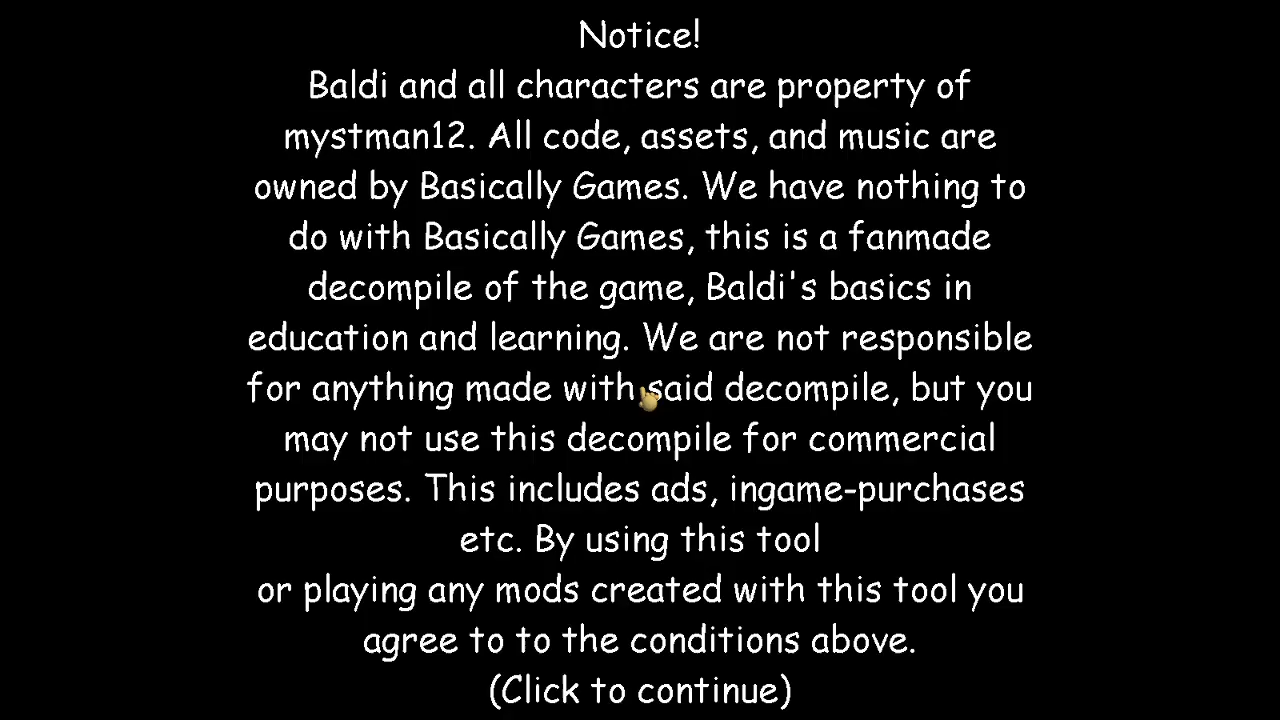 Notice!
Baldi and all characters are property of
mystman12. All code, assets, and music are
owned by Basically Games. We have nothing to
do with Basically Games, this is a fanmade
decompile of the game, Baldi's basics in
education and learning. We are not responsible
for anything made with said decompile, but you
may not use this decompile for commercial
purposes. This includes ads, ingame-purchases
etc. By using this tool
or playing any mods created with this tool you
agree to to the conditions above.
(Click to continue)